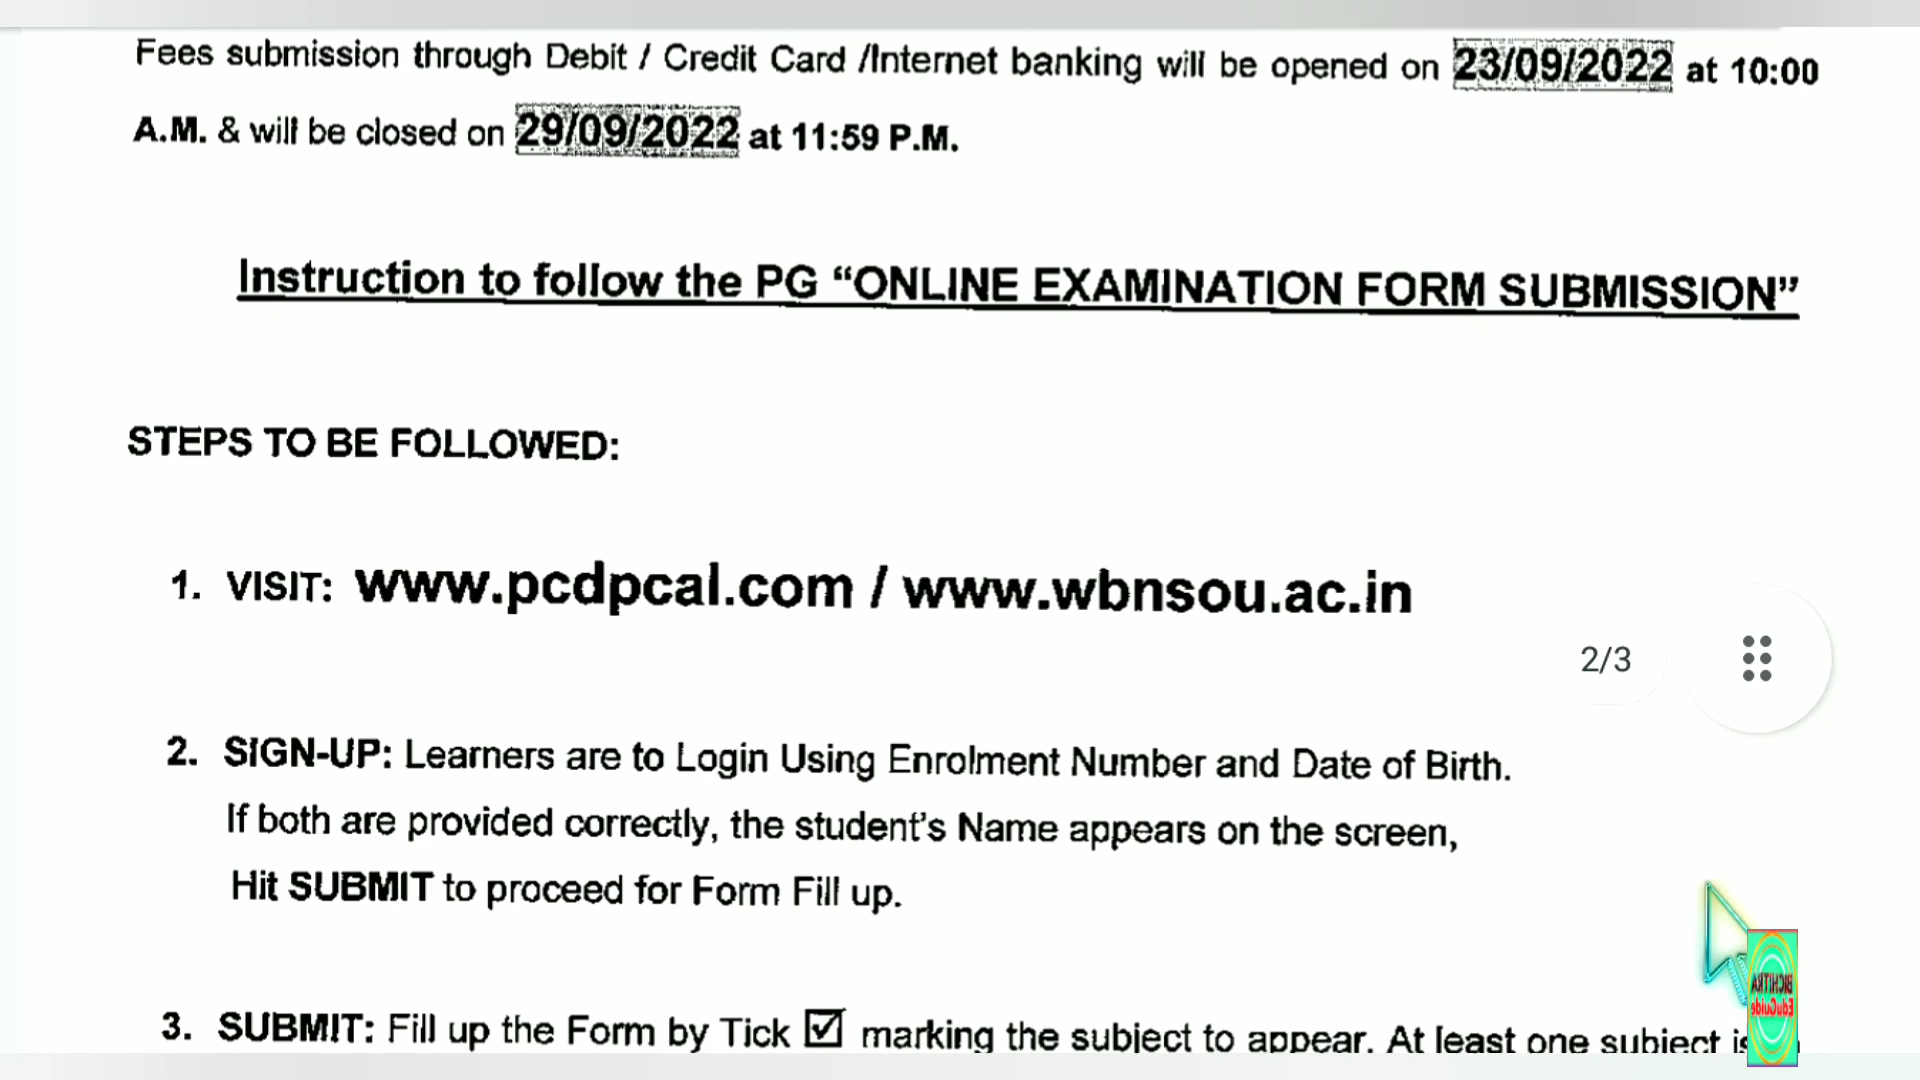 Fees submission through Debit / Credit Card /Internet banking will be opened on 23/09/2022 at 10:00
A.M. & will be closed on 29/09/2022 at 11:59 P.M.
Instruction to follow the PG “ONLINE EXAMINATION FORM SUBMISSION”
STEPS TO BE FOLLOWED:
1. VISIT: www.pcdpcal.com / www.wbnsou.ac.in
2/3
2. SIGN-UP: Learners are to Login Using Enrolment Number and Date of Birth.
If both are provided correctly, the student’s Name appears on the screen,
Hit SUBMIT to proceed for Form Fill up.
3. SUBMIT: Fill up the Form by Tick ☑ marking the subject to appear. At least one subject is
BICHITRA
EduGuide